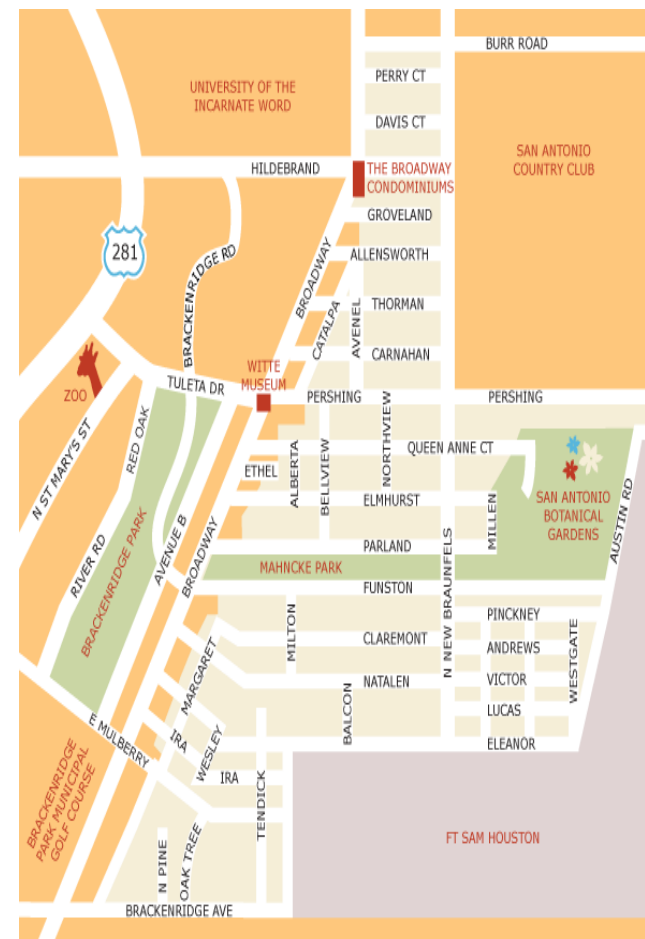 BURR ROAD
PERRY CT
UNIVERSITY OF THE
INCARNATE WORD
DAVIS CT
SAN ANTONIO
COUNTRY CLUB
HILDEBRAND
THE BROADWAY
CONDOMINIUMS
GROVELAND
281
BRACKENRIDGE RD
BROADWAY
ALLENSWORTH
CATALPA
AVENEL
THORMAN
CARNAHAN
ZOO
TULETA DR
WITTE
MUSEUM
PERSHING
PERSHING
NORTHVIEW
RED OAK
N ST MARY'S ST
ALBERTA
BELLVIEW
QUEEN ANNE CT
ETHEL
ELMHURST
MILLEN
SAN ANTONIO
BOTANICAL
GARDENS
AUSTIN RD
RIVER RD
BRACKENRIDGE PARK
AVENUE B
BROADWAY
PARLAND
MAHNCKE PARK
FUNSTON
N NEW BRAUNFELS
PINCKNEY
MILTON
CLAREMONT
ANDREWS
WESTGATE
MARGARET
NATALEN
VICTOR
BALCON
LUCAS
E MULBERRY
IRA
WESLEY
ELEANOR
BRACKENRIDGE
PARK MUNICIPAL
GOLF COURSE
IRA
TENDICK
FT SAM HOUSTON
N PINE
OAK TREE
BRACKENRIDGE AVE